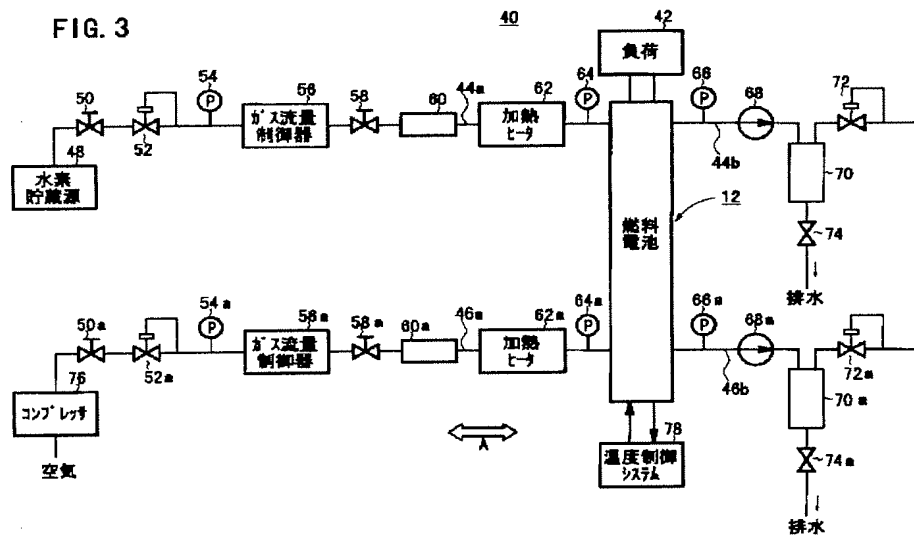 FIG. 3
40
42
負荷
54
P
50
52
48
水素
貯蔵源
56
ガス流量
制御器
58
60
44a
62
加熱
ヒータ
64
P
66
P
68
72
44b
70
74
排水
12
燃料
電池
54a
P
50a
52a
76
コンプレッサ
空気
56a
ガス流量
制御器
58a
60a
46a
62a
加熱
ヒータ
64a
P
66a
P
68a
72a
46b
70a
74a
排水
A
78
温度制御
システム